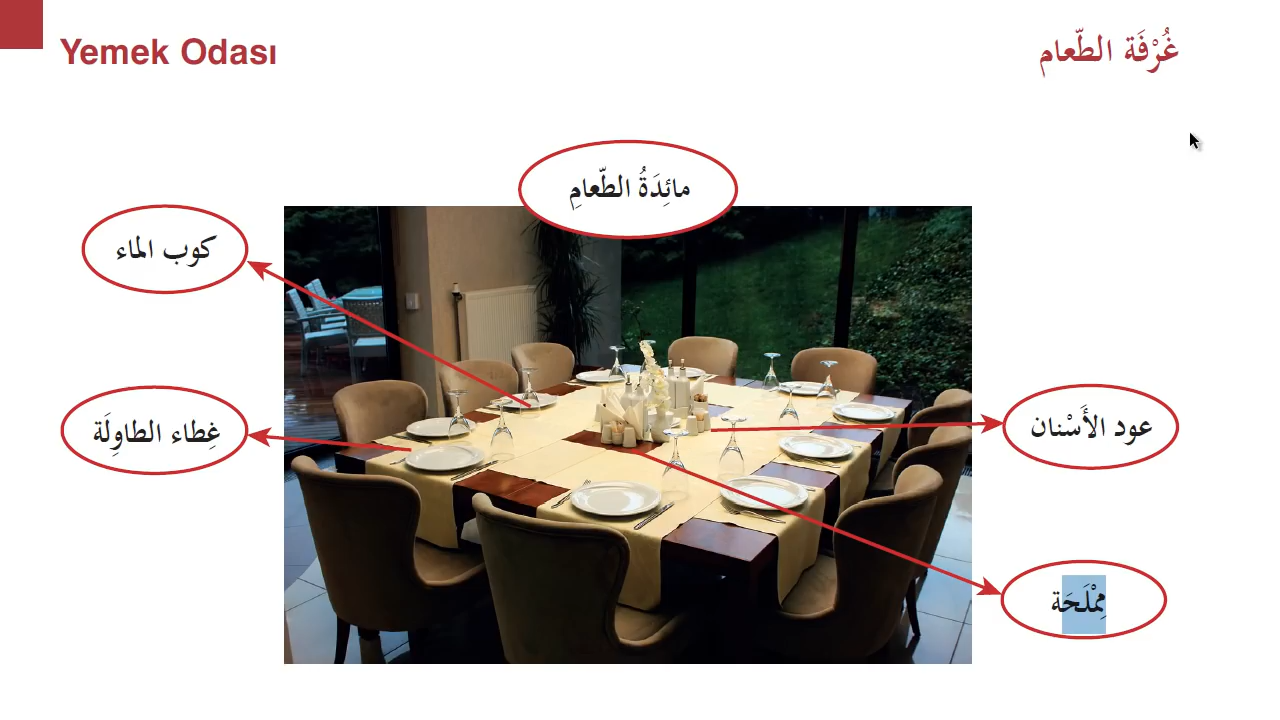 Yemek Odası
غُرْفَة الطّعام
مائِدَةُ الطّعامِ
كوب الماء
غِطاء الطاوِلَة
عود الأَسْنان
مِمْلَحَة